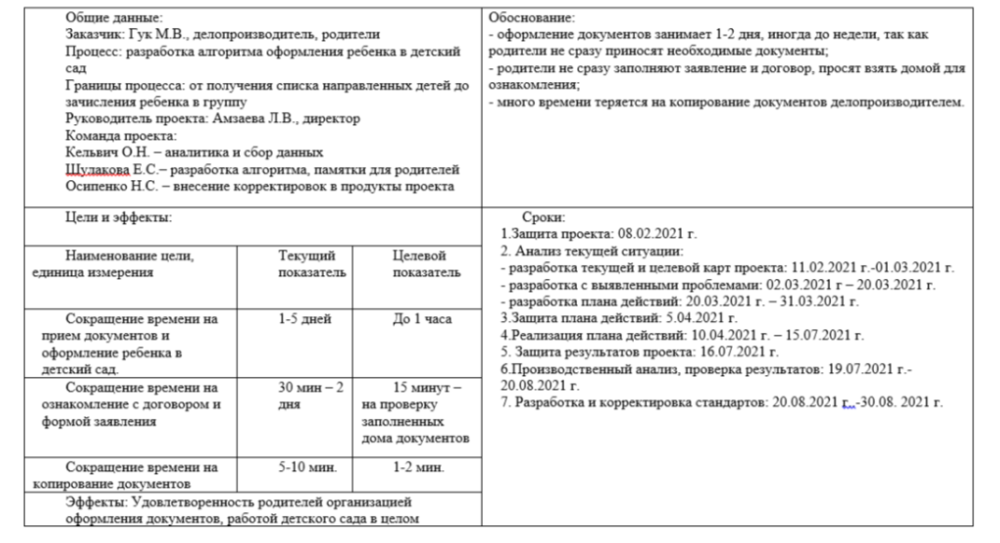 Общие данные:
Заказчик: Гук М.В., делопроизводитель, родители
Процесс: разработка алгоритма оформления ребенка в детский
сад
Границы процесса: от получения списка направленных детей до
зачисления ребенка в группу
Руководитель проекта: Амзаева Л.В., директор
Команда проекта:
Кельвич О.Н. – аналитика и сбор данных
Шулакова Е.С.– разработка алгоритма, памятки для родителей
Осипенко Н.С. – внесение корректировок в продукты проекта
Обоснование:
- оформление документов занимает 1-2 дня, иногда до недели, так как
родители не сразу приносят необходимые документы;
- родители не сразу заполняют заявление и договор, просят взять домой для
ознакомления;
- много времени теряется на копирование документов делопроизводителем.
Цели и эффекты:
Наименование цели,
единица измерения
Текущий
показатель
Целевой
показатель
Сокращение времени на
прием документов и
оформление ребенка в
детский сад.
1-5 дней
До 1 часа
Сокращение времени на
ознакомление с договором и
формой заявления
30 мин – 2
дня
15 минут –
на проверку
заполненных
дома документов
Сокращение времени на
копирование документов
5-10 мин.
1-2 мин.
Эффекты: Удовлетворенность родителей организацией
оформления документов, работой детского сада в целом
Сроки:
1.Защита проекта: 08.02.2021 г.
2. Анализ текущей ситуации:
- разработка текущей и целевой карт проекта: 11.02.2021 г.-01.03.2021 г.
- разработка с выявленными проблемами: 02.03.2021 г – 20.03.2021 г.
- разработка плана действий: 20.03.2021 г. – 31.03.2021 г.
3.Защита плана действий: 5.04.2021 г.
4.Реализация плана действий: 10.04.2021 г. – 15.07.2021 г.
5. Защита результатов проекта: 16.07.2021 г.
6.Производственный анализ, проверка результатов: 19.07.2021 г.-
20.08.2021 г.
7. Разработка и корректировка стандартов: 20.08.2021 г..-30.08. 2021 г.